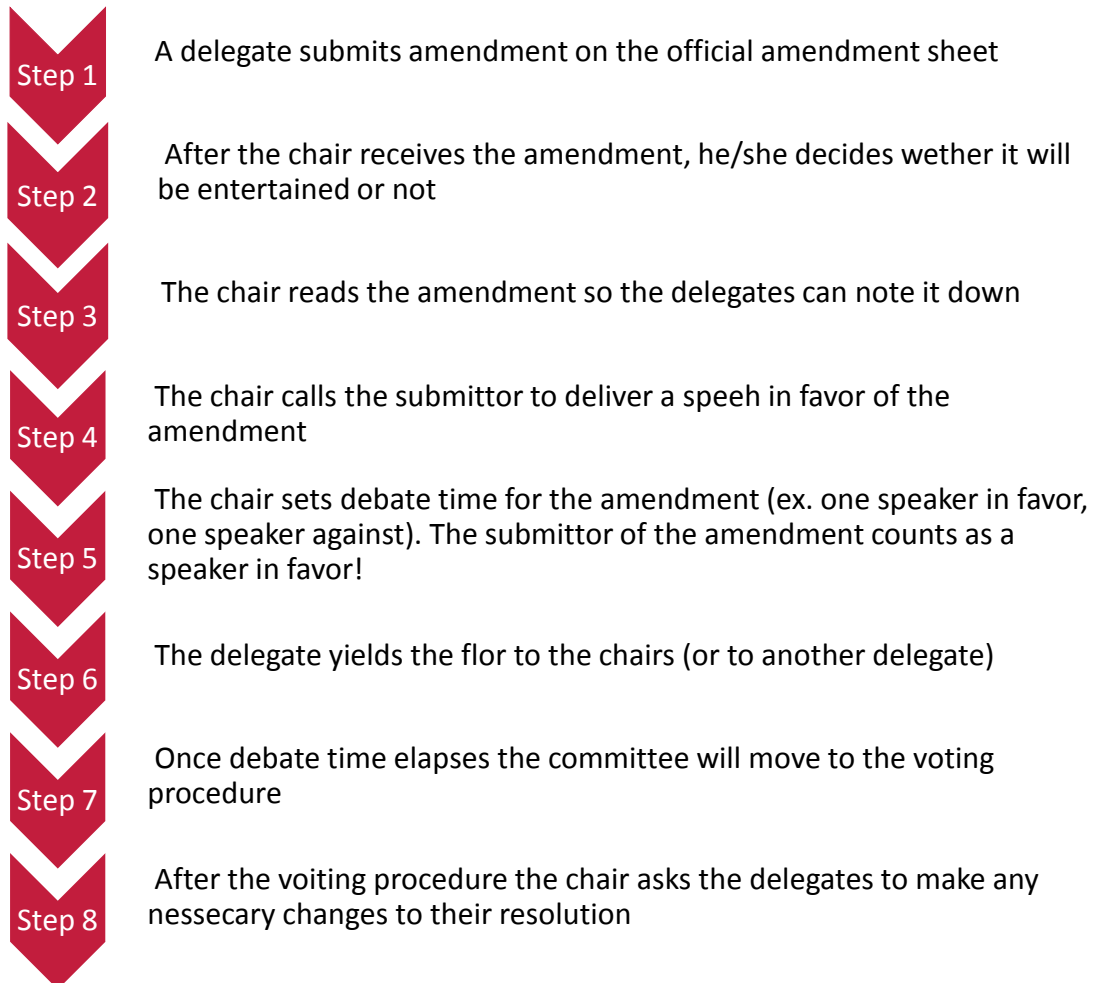 Step 1
A delegate submits amendment on the official amendment sheet
Step 2
After the chair receives the amendment, he/she decides wether it will
be entertained or not
Step 3
The chair reads the amendment so the delegates can note it down
Step 4
The chair calls the submittor to deliver a speeh in favor of the
amendment
Step 5
The chair sets debate time for the amendment (ex. one speaker in favor,
one speaker against). The submittor of the amendment counts as a
speaker in favor!
Step 6
The delegate yields the flor to the chairs (or to another delegate)
Step 7
Once debate time elapses the committee will move to the voting
procedure
Step 8
After the voiting procedure the chair asks the delegates to make any
nessecary changes to their resolution